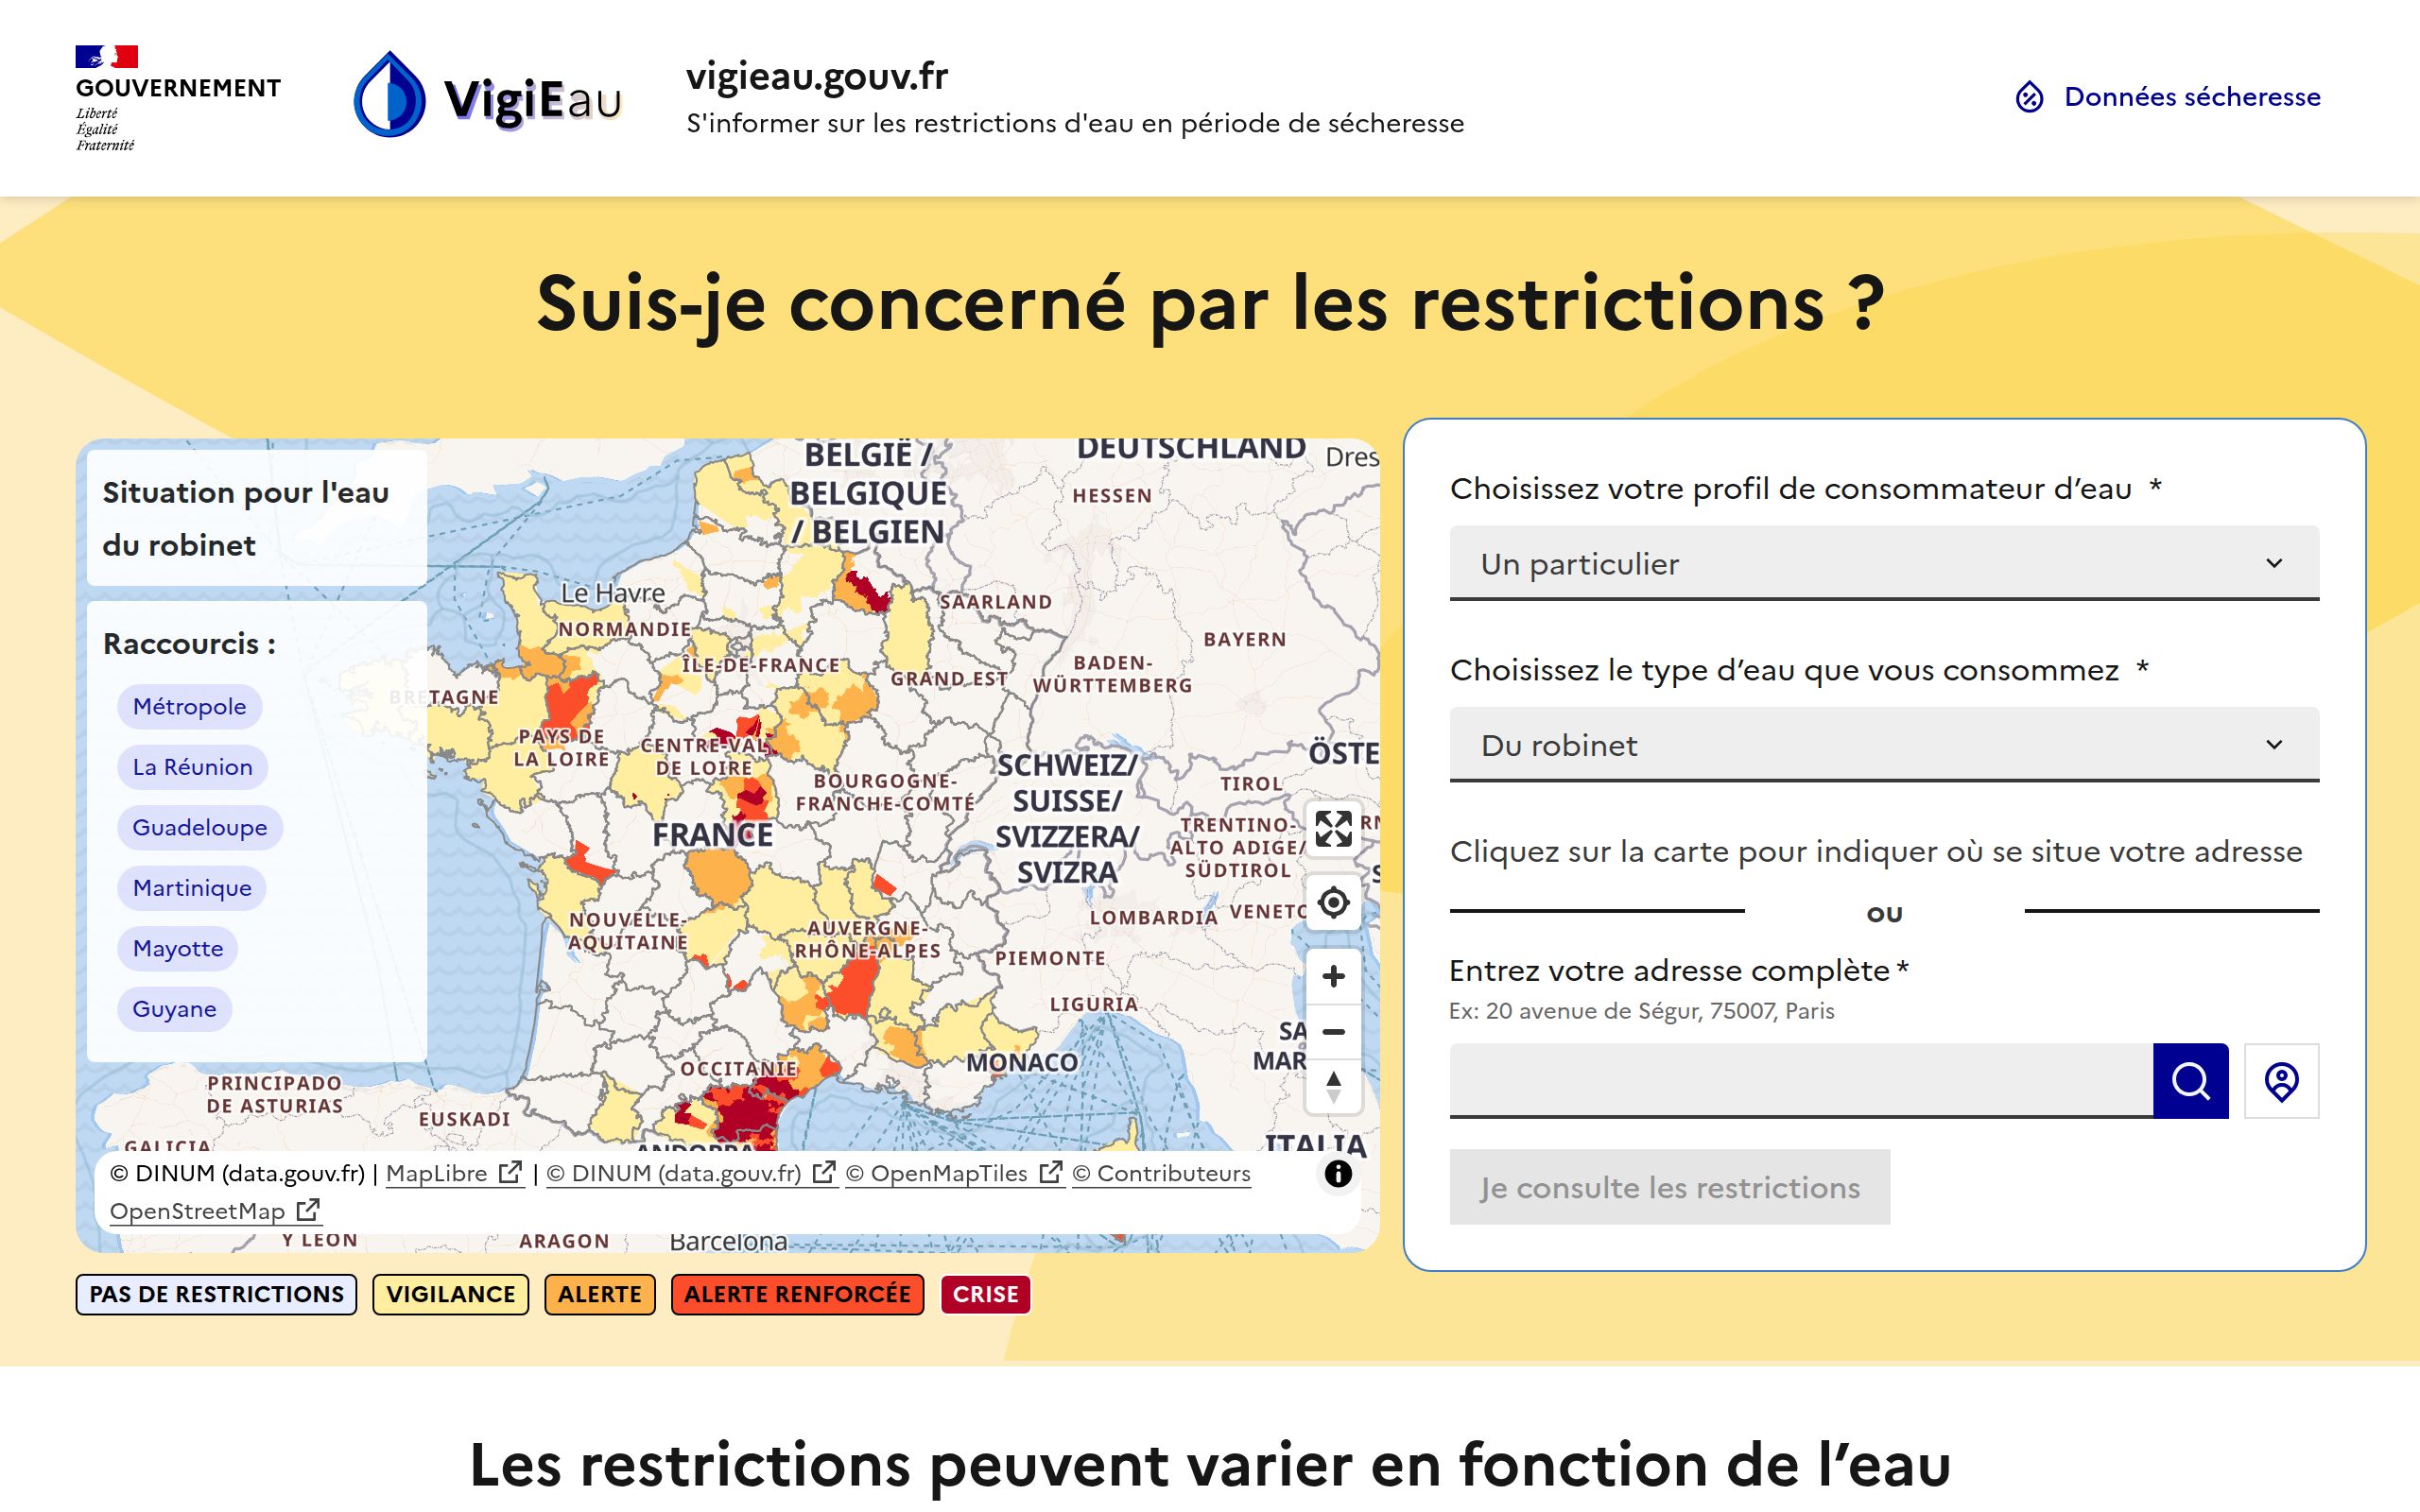 GOUVERNEMENT
Liberté
Égalité
Fraternité
VigiEau
vigieau.gouv.fr
S'informer sur les restrictions d'eau en période de sécheresse
Données sécheresse
Suis-je concerné par les restrictions ?
Situation pour l'eau
du robinet
Raccourcis :
Métropole
La Réunion
Guadeloupe
Martinique
Mayotte
Guyane
BELGIË /
BELGIQUE
/ BELGIEN
DEUTSCHLAND
Dres
HESSEN
Le Havre
NORMANDIE
SAARLAND
BAYERN
ÎLE-DE-FRANCE
GRAND EST
BADEN-
WÜRTTEMBERG
BRETAGNE
PAYS DE
LA LOIRE
CENTRE-VAL
DE LOIRE
BOURGOGNE-
FRANCHE-COMTÉ
SCHWEIZ/
SUISSE/
SVIZZERA/
SVIZRA
ÖSTE
TIROL
TRENTINO-
ALTO ADIGE/
SÜDTIROL
FRANCE
NOUVELLE-
AQUITAINE
AUVERGNE-
RHÔNE-ALPES
LOMBARDIA
VENETO
PIEMONTE
LIGURIA
SA
MAR
MONACO
OCCITANIE
PRINCIPADO
DE ASTURIAS
EUSKADI
GALICIA
ANDORRA
ITALIA
© DINUM (data.gouv.fr) | MapLibre | © DINUM (data.gouv.fr) © OpenMapTiles © Contributeurs
OpenStreetMap
Y LEÓN
ARAGÓN
Barcelona
PAS DE RESTRICTIONS
VIGILANCE
ALERTE
ALERTE RENFORCÉE
CRISE
Choisissez votre profil de consommateur d’eau *
Un particulier
Choisissez le type d’eau que vous consommez *
Du robinet
Cliquez sur la carte pour indiquer où se situe votre adresse
OU
Entrez votre adresse complète *
Ex: 20 avenue de Ségur, 75007, Paris
Je consulte les restrictions
Les restrictions peuvent varier en fonction de l’eau